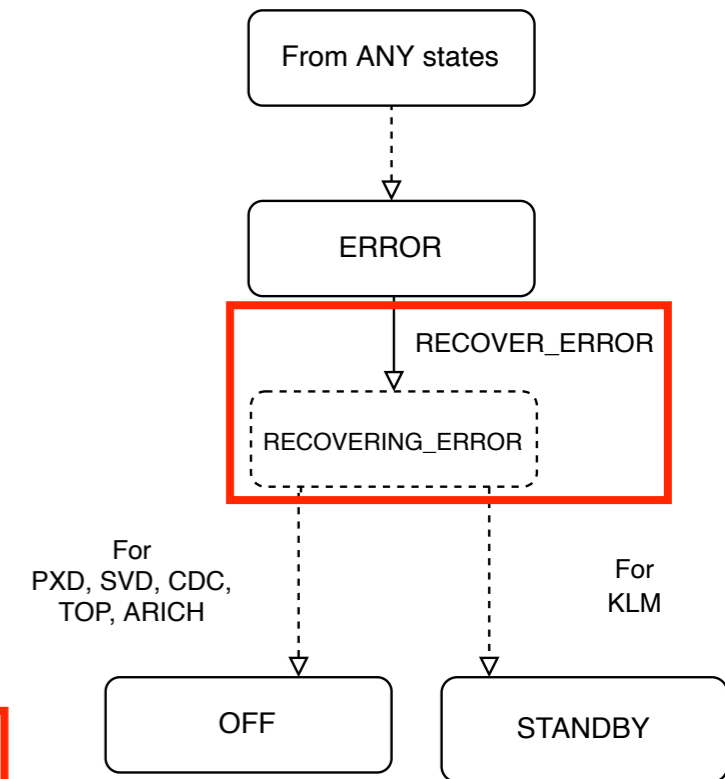 From ANY states
ERROR
RECOVER_ERROR
RECOVERING_ERROR
For
PXD, SVD, CDC,
TOP, ARICH
For
KLM
OFF
STANDBY